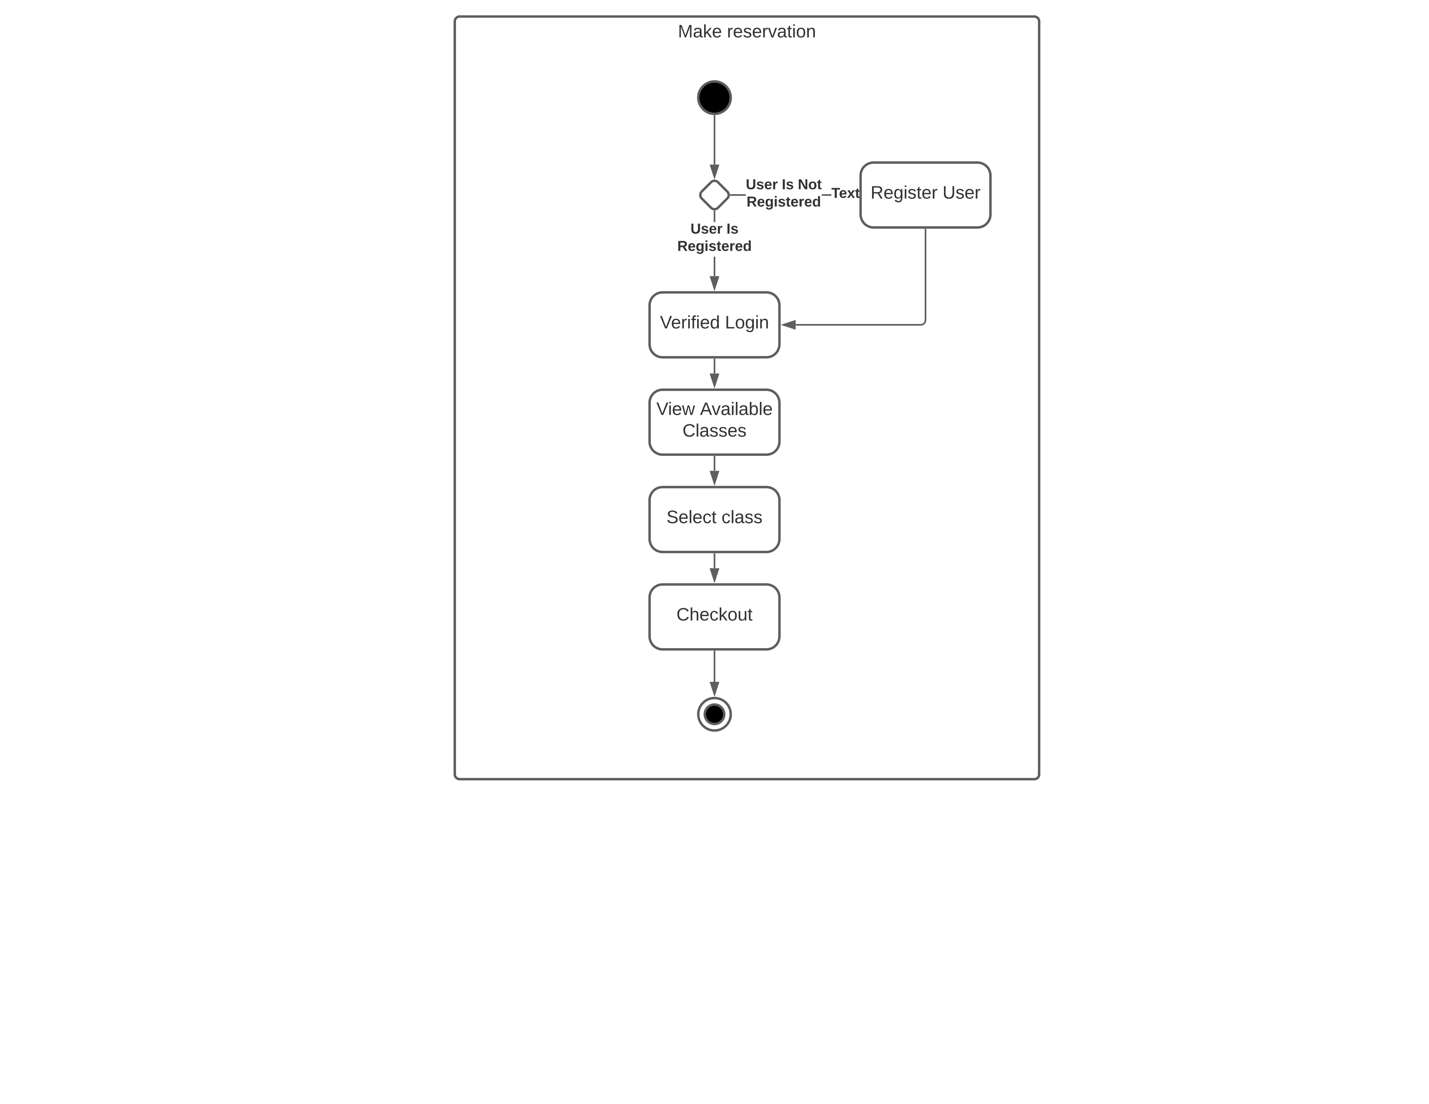 Make reservation
User Is Not
Registered
Text
Register User
User Is
Registered
Verified Login
View Available
Classes
Select class
Checkout